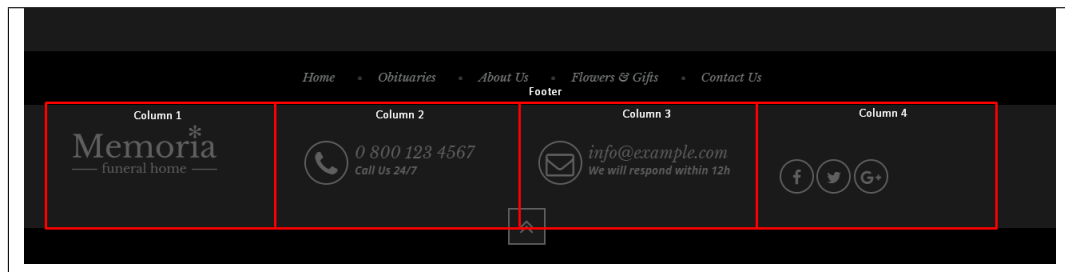 Home Obituaries About Us Flowers & Gifts Contact Us
Footer
Column 1
Memoria
funeral home
Column 2
0 800 123 4567
Call Us 24/7
Column 3
info@example.com
We will respond within 12h
Column 4
f G+